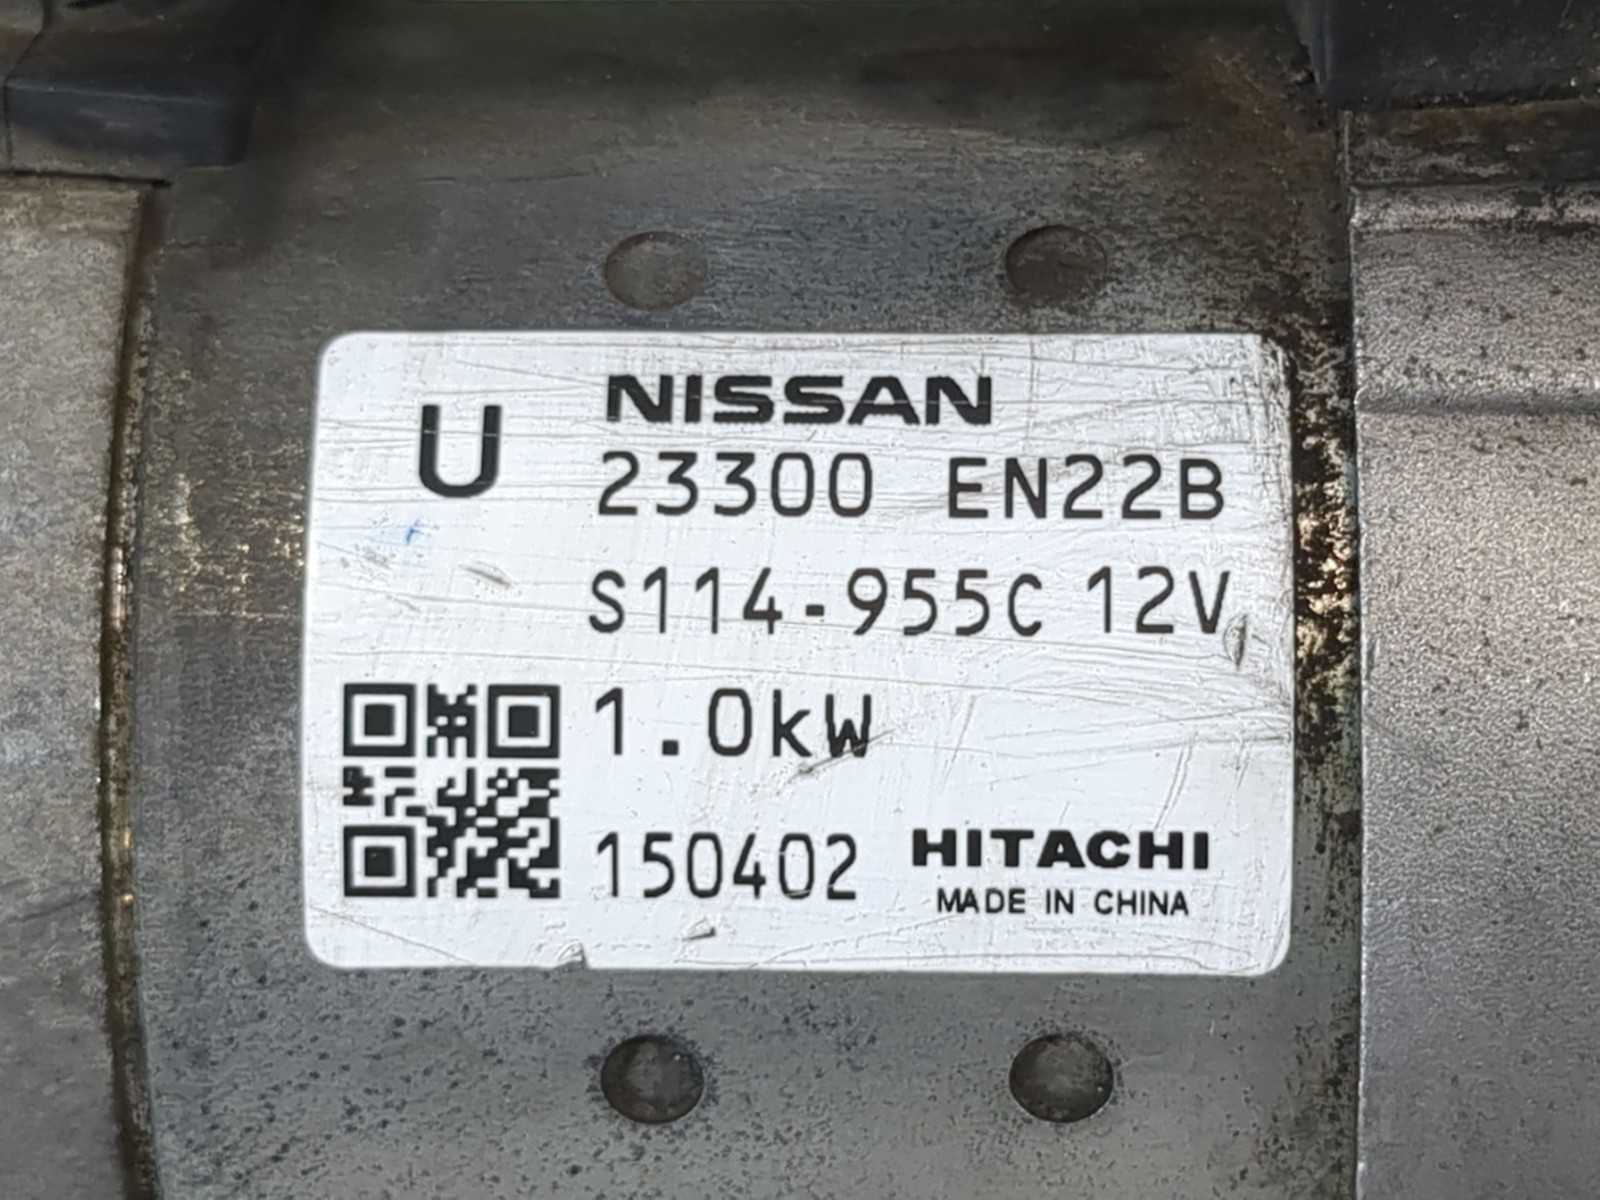 U
NISSAN
23300 EN22B
S114-955C 12V
1.0kW
150402
HITACHI
MADE IN CHINA